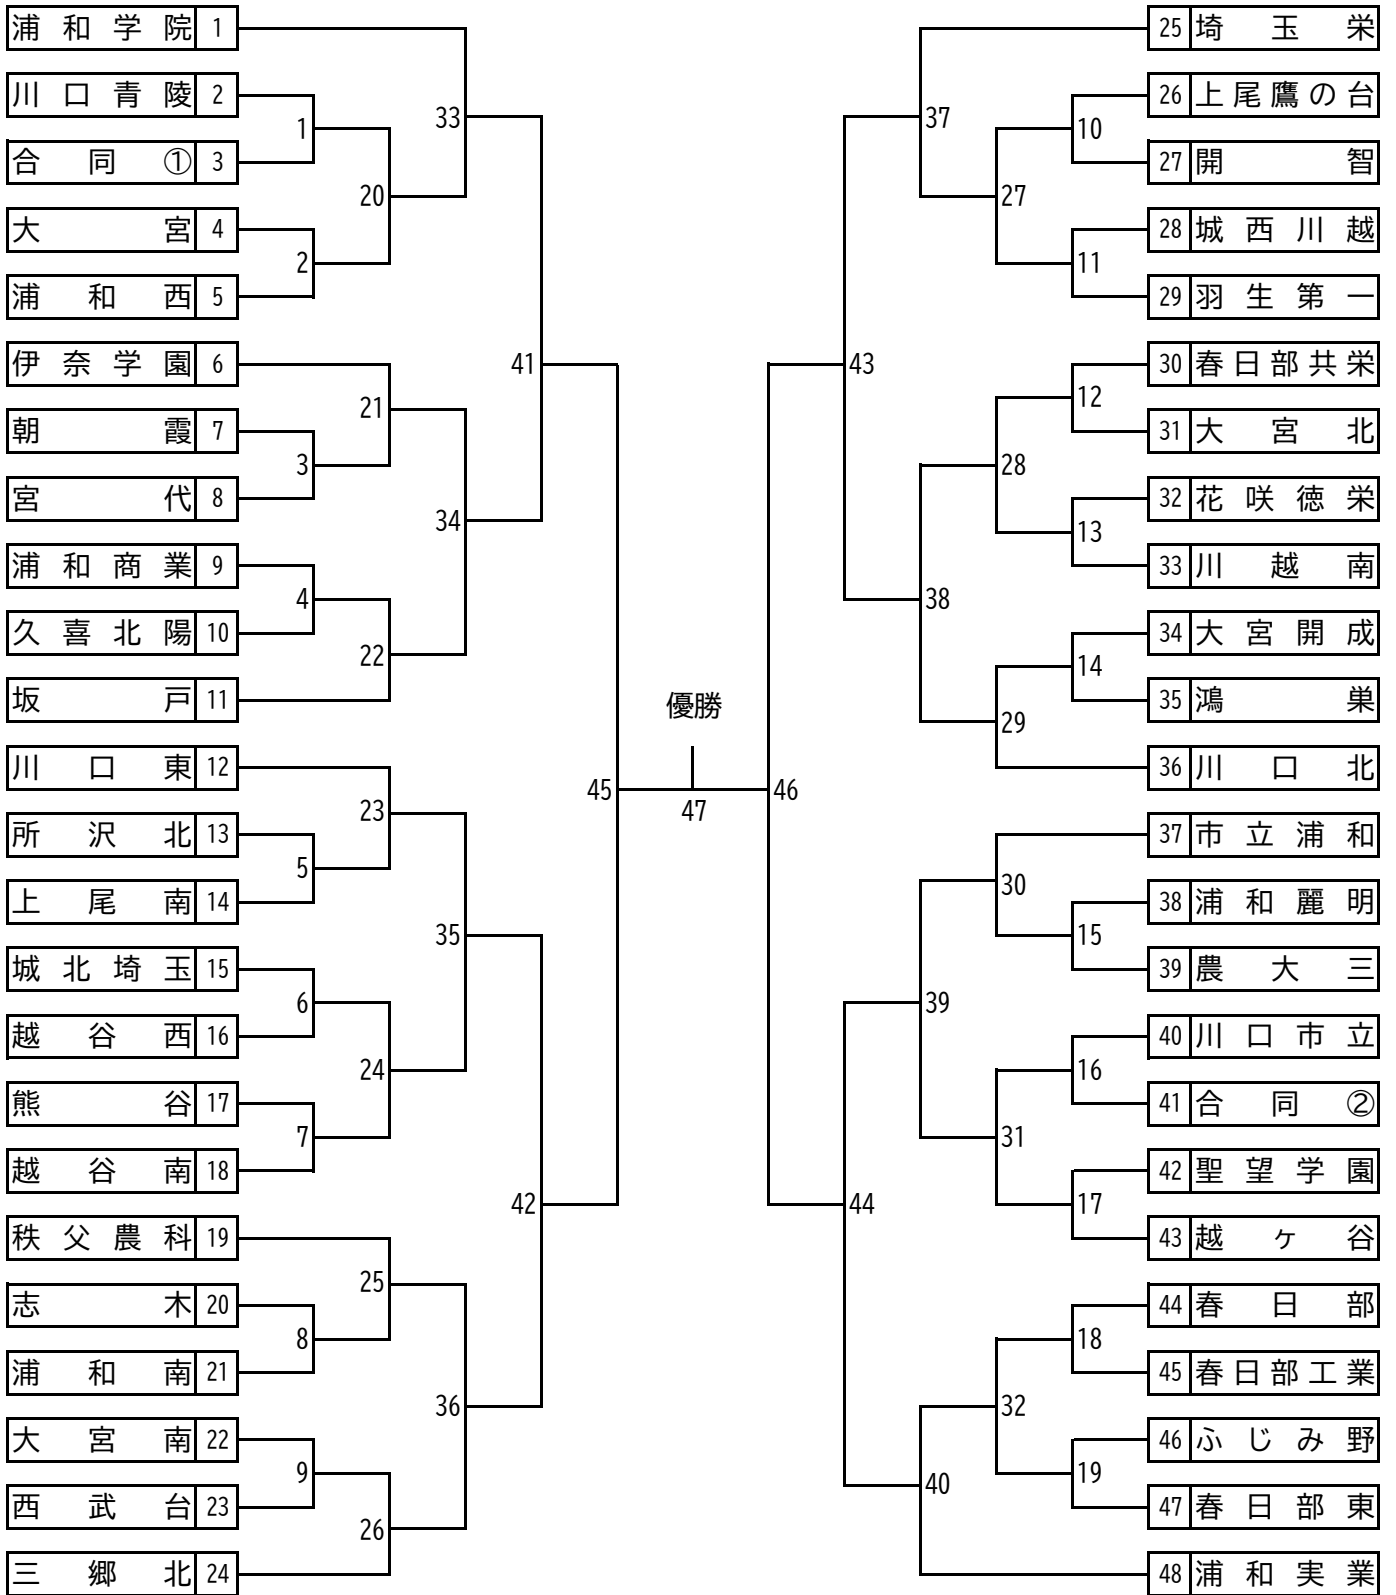 浦和学院 1
川口青陵 2
合同① 3
大宮 4
浦和西 5
伊奈学園 6
朝霞 7
宮代 8
浦和商業 9
久喜北陽 10
坂戸 11
川口東 12
所沢北 13
上尾南 14
城北埼玉 15
越谷西 16
熊谷 17
越谷南 18
秩父農科 19
志木 20
浦和南 21
大宮南 22
西武台 23
三郷北 24
1
2
3
4
5
6
7
8
9
20
21
22
23
24
25
26
33
34
35
36
41
42
45
優勝
47
46
43
44
37
38
39
40
27
28
29
30
31
32
10
11
12
13
14
15
16
17
18
19
25 埼玉栄
26 上尾鷹の台
27 開智
28 城西川越
29 羽生第一
30 春日部共栄
31 大宮北
32 花咲徳栄
33 川越南
34 大宮開成
35 鴻巣
36 川口北
37 市立浦和
38 浦和麗明
39 農大三
40 川口市立
41 合同②
42 聖望学園
43 越ヶ谷
44 春日部
45 春日部工業
46 ふじみ野
47 春日部東
48 浦和実業